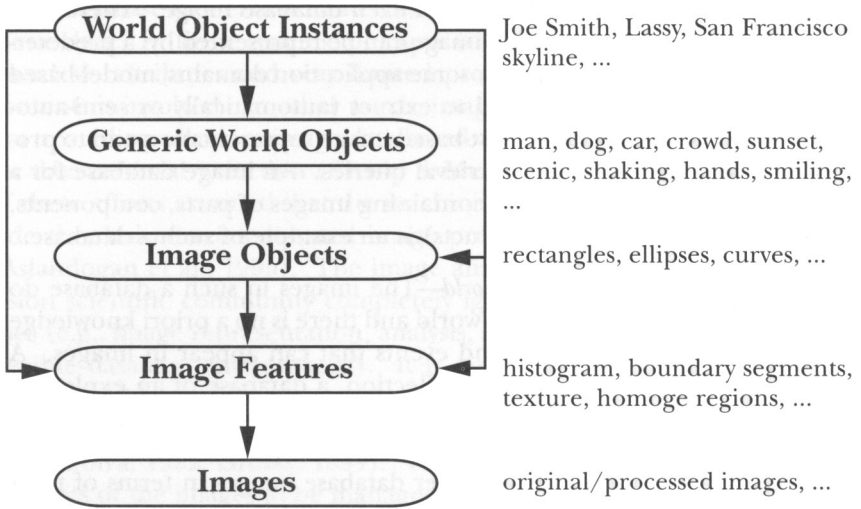 World Object Instances
Joe Smith, Lassy, San Francisco
skyline, ...
Generic World Objects
man, dog, car, crowd, sunset,
scenic, shaking, hands, smiling,
...
Image Objects
rectangles, ellipses, curves, ...
Image Features
histogram, boundary segments,
texture, homoge regions, ...
Images
original/processed images, ...